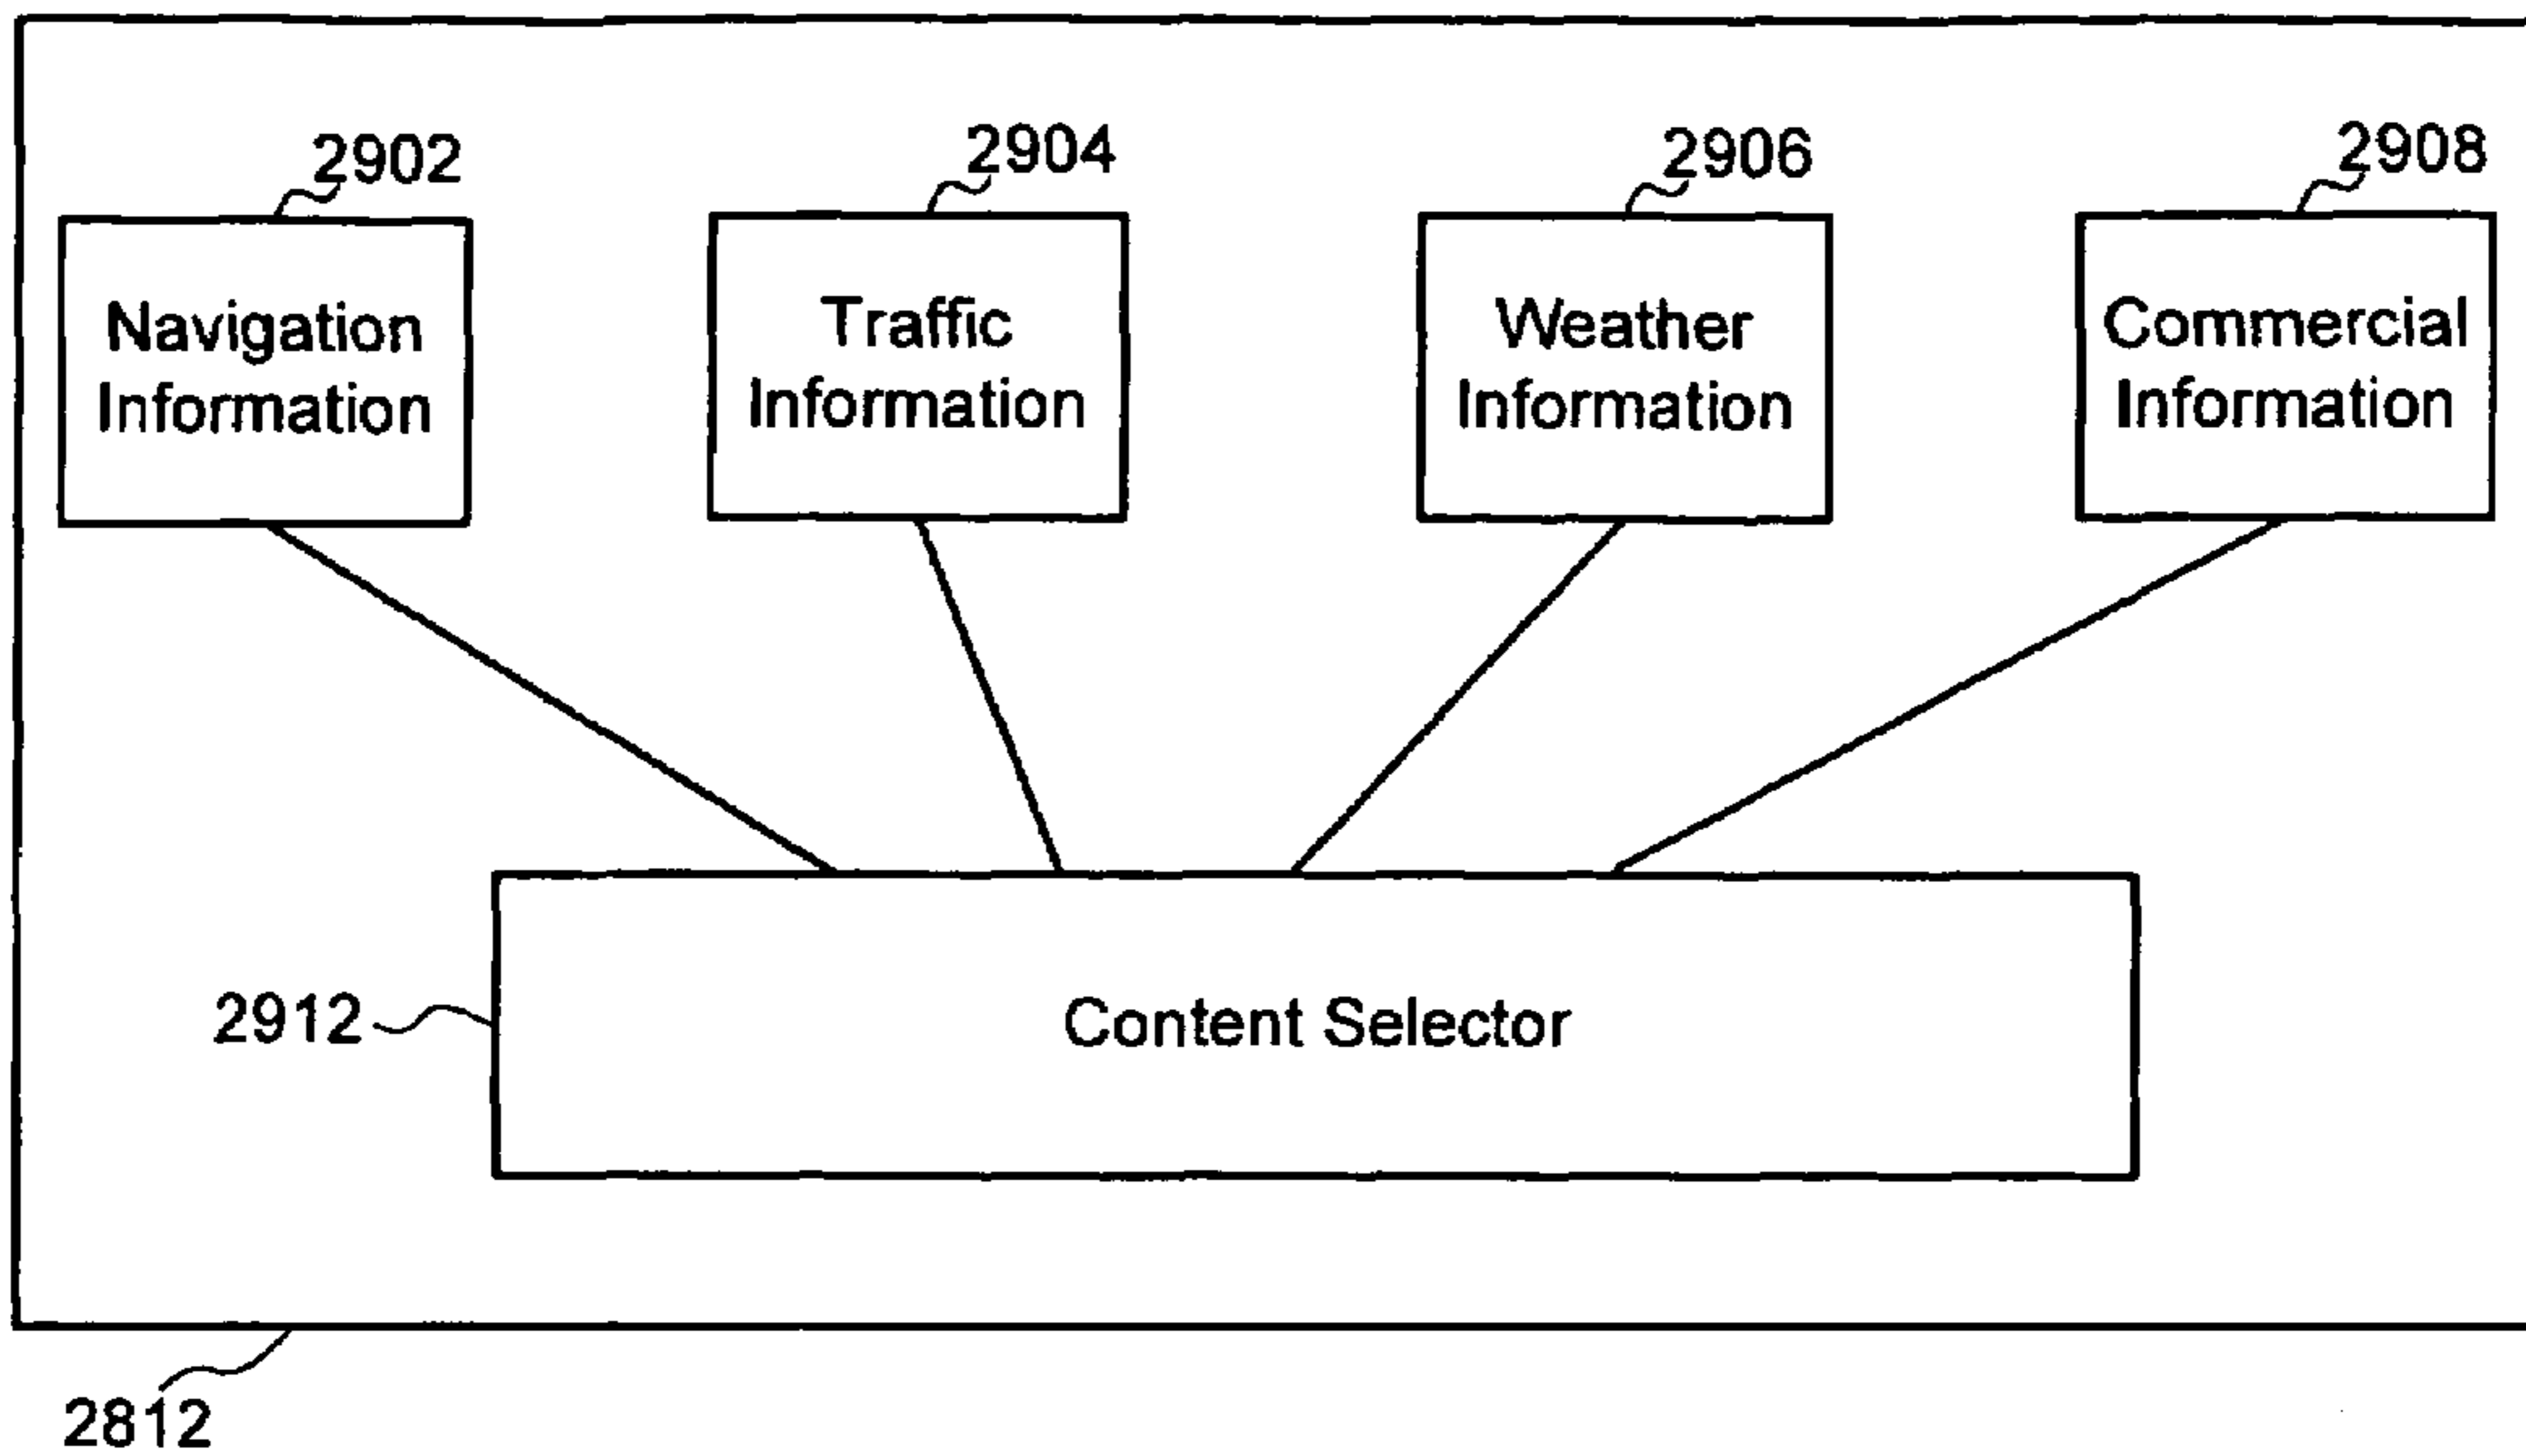 2902
2904
2906
2908
Navigation
Information
Traffic
Information
Weather
Information
Commercial
Information
2912
Content Selector
2812